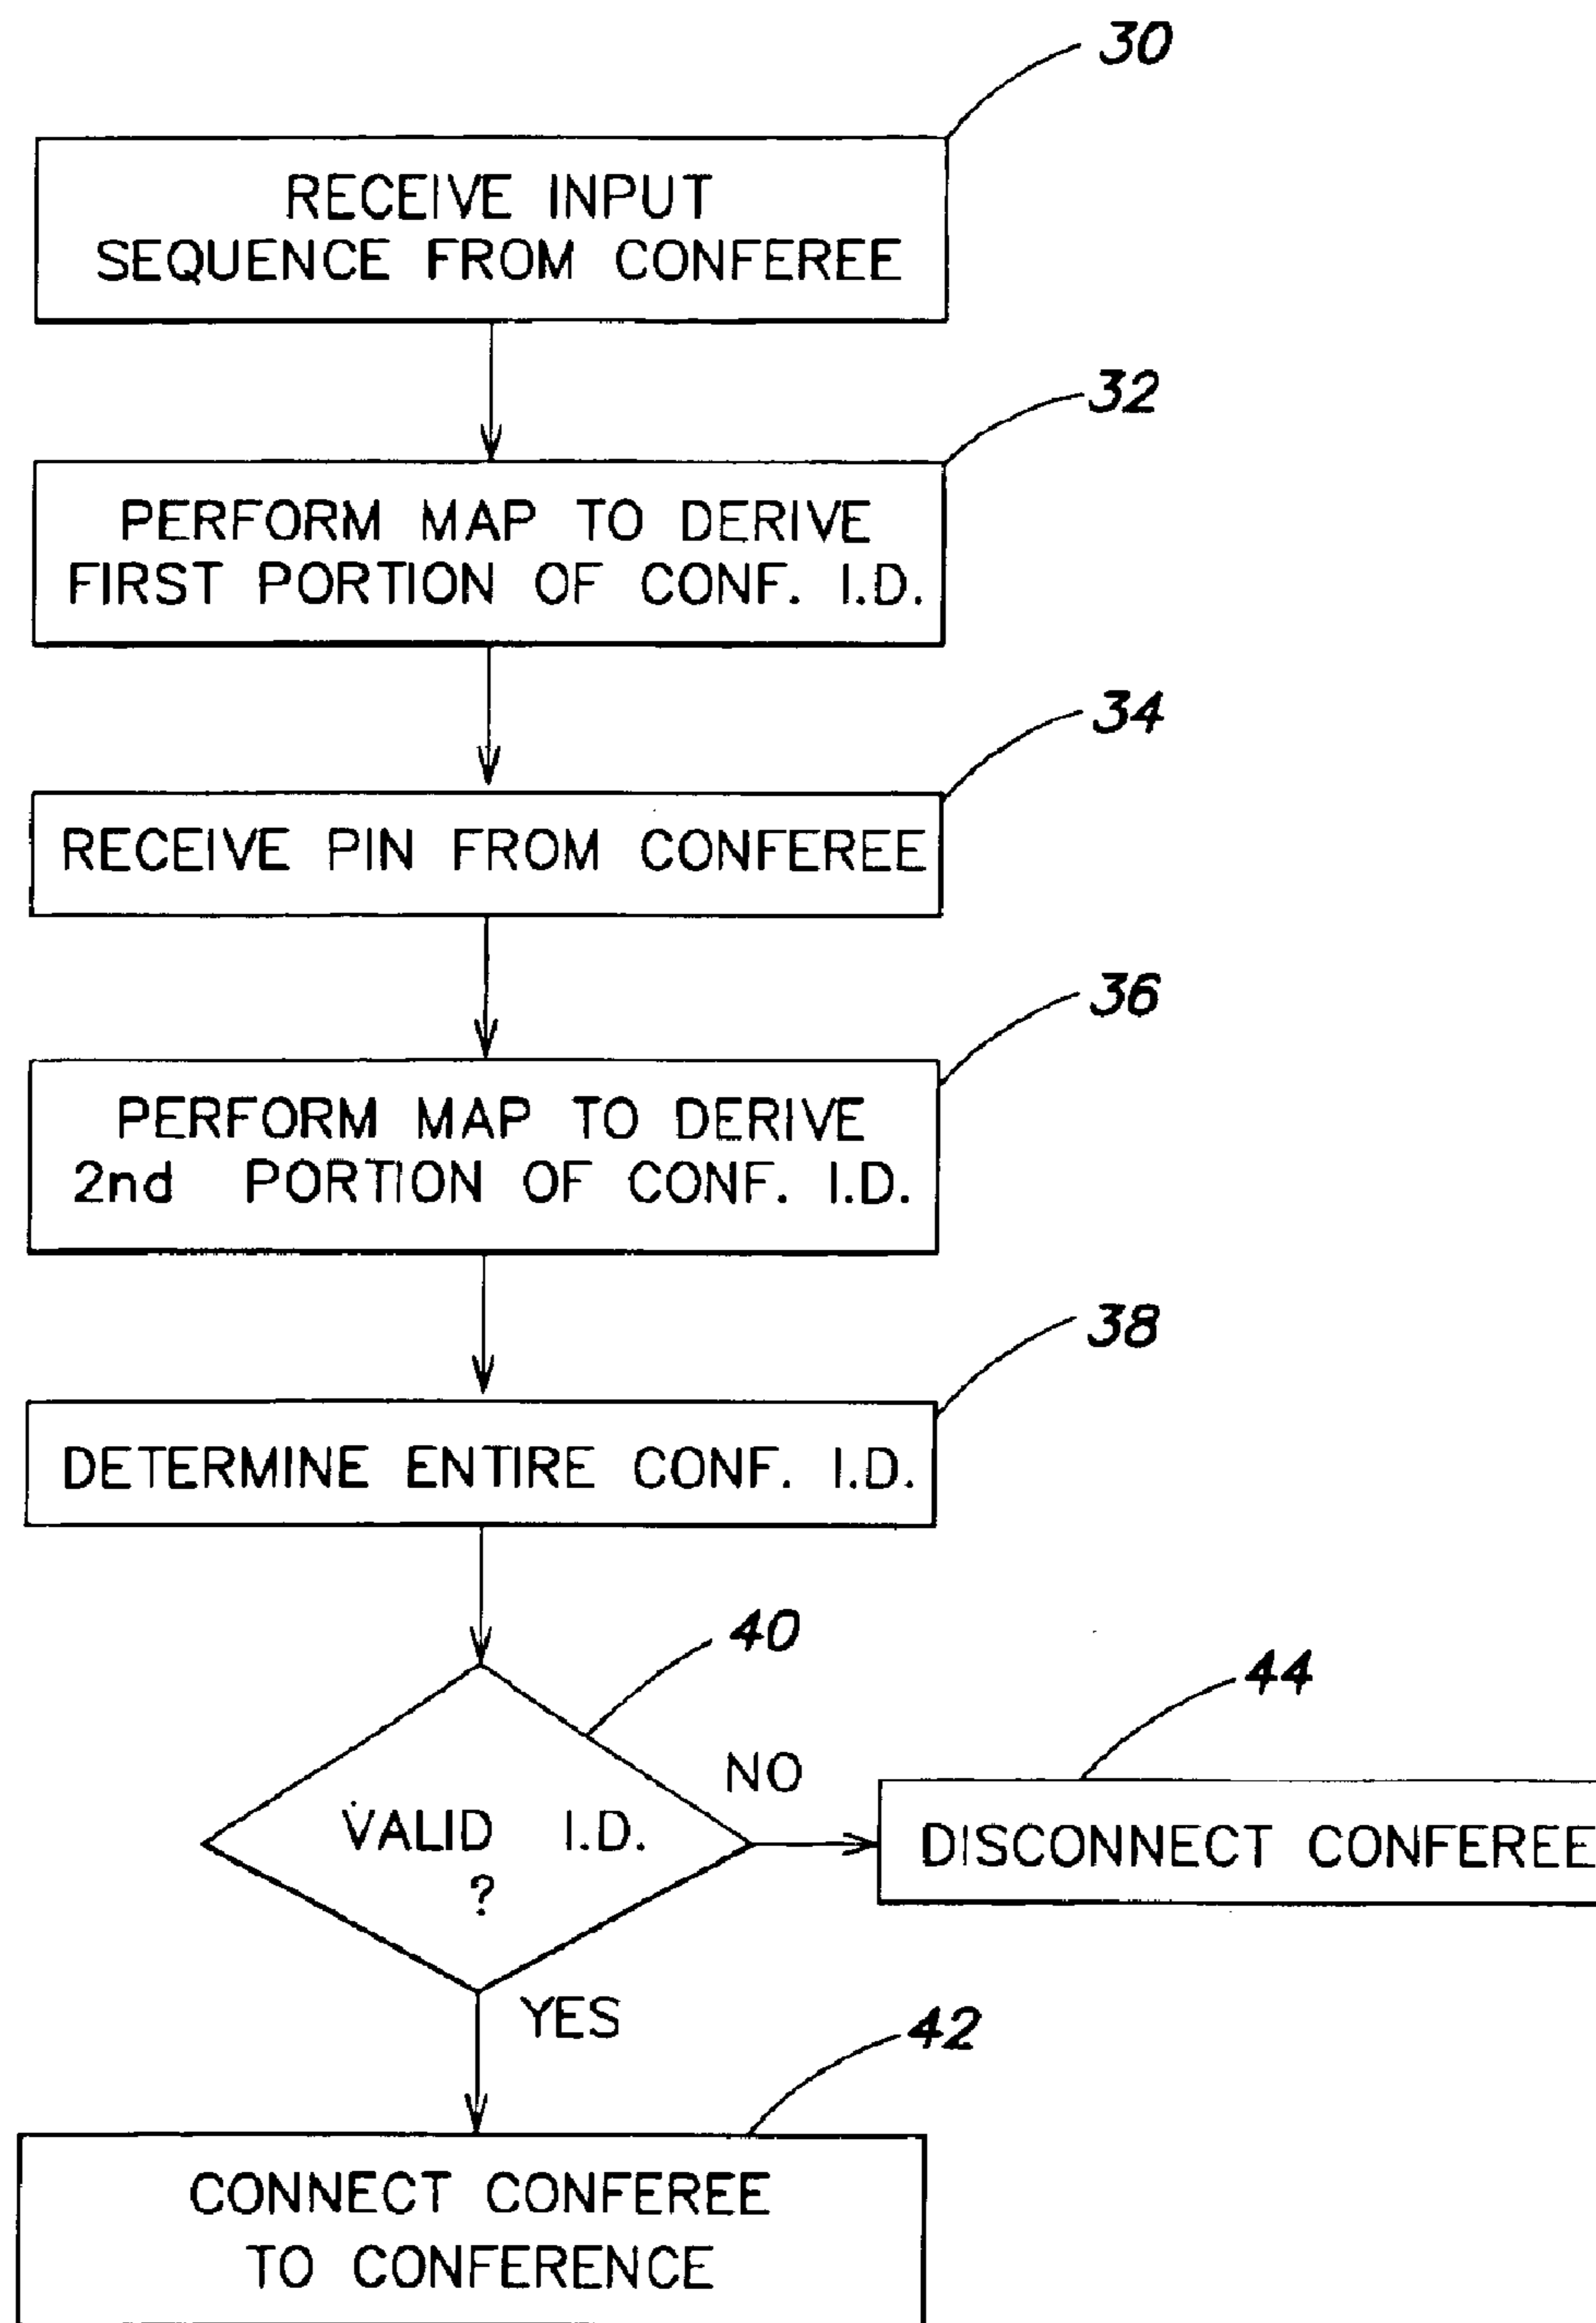 30
RECEIVE INPUT
SEQUENCE FROM CONFEREE
32
PERFORM MAP TO DERIVE
FIRST PORTION OF CONF. I.D.
34
RECEIVE PIN FROM CONFEREE
36
PERFORM MAP TO DERIVE
2nd PORTION OF CONF. I.D.
38
DETERMINE ENTIRE CONF. I.D.
40
44
NO
VALID I.D.
?
DISCONNECT CONFEREE
YES
42
CONNECT CONFEREE
TO CONFERENCE